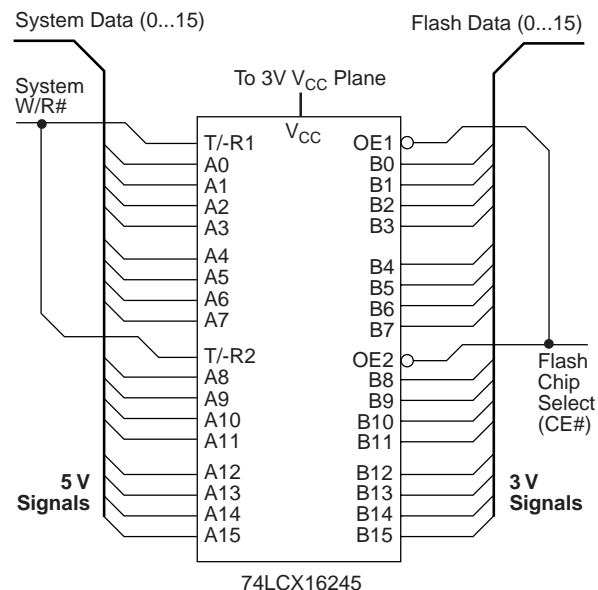 System Data (0...15)
Flash Data (0...15)
System
W/R#
To 3V VCC Plane
VCC
T/-R1
A0
A1
A2
A3
A4
A5
A6
A7
T/-R2
A8
A9
A10
A11
A12
A13
A14
A15
OE1
B0
B1
B2
B3
B4
B5
B6
B7
OE2
B8
B9
B10
B11
B12
B13
B14
B15
Flash
Chip
Select
(CE#)
5 V
Signals
3 V
Signals
74LCX16245